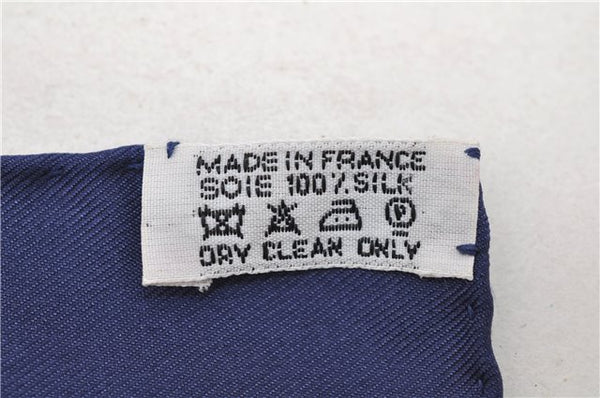 MADE IN FRANCE
SOIE 100% SILK
P
DRY CLEAN ONLY